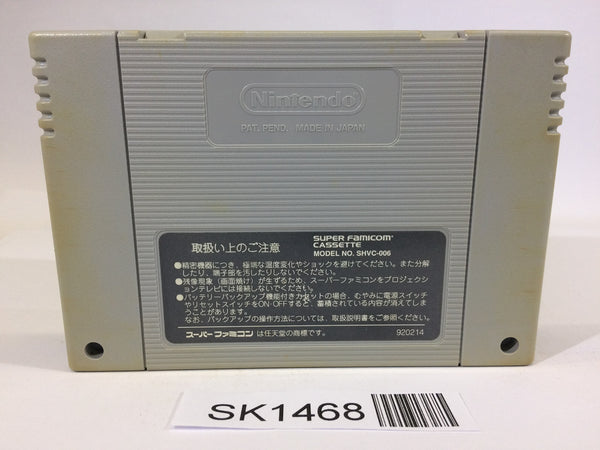 Nintendo
PAT. PEND. MADE IN JAPAN
取扱い上のご注意
SUPER FAMICOM
CASSETTE
MODEL NO. SHVC-006
●精密機器につき、極端な温度変化やショックを避けてください。また分解
したり、端子部を汚したりしないでください。
●残像現象（画面焼け）が生ずるため、スーパーファミコンをプロジェクシ
ョンテレビには接続しないでください。
●バッテリーバックアップ機能付きカセットの場合、むやみに電源スイッチ
やリセットスイッチをON・OFFすると、蓄積されている内容が消えてしま
うことがあります。
なお、バックアップの操作方法については、取扱説明書をご参照ください。
スーパーファミコン は任天堂の商標です。 920214
SK1468